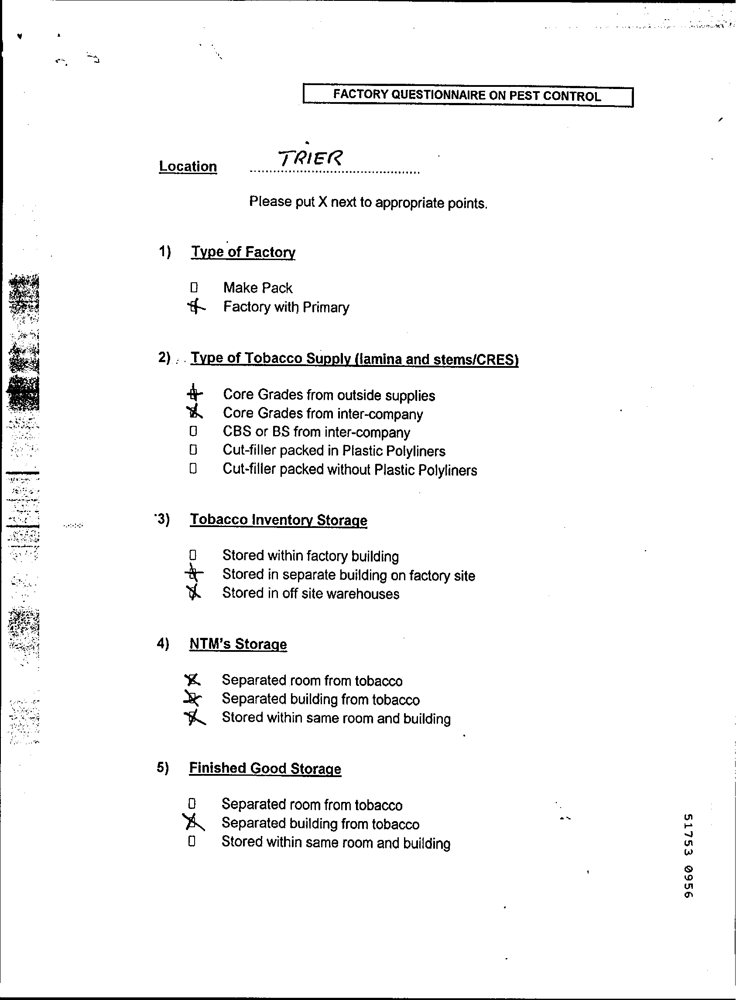 FACTORY QUESTIONNAIRE ON PEST CONTROL
Location TRIER
Please put X next to appropriate points.
1) Type of Factory
▯ Make Pack
X Factory with Primary
2) Type of Tobacco Supply (lamina and stems/CRES)
X Core Grades from outside supplies
X Core Grades from inter-company
▯ CBS or BS from inter-company
▯ Cut-filler packed in Plastic Polyliners
▯ Cut-filler packed without Plastic Polyliners
3) Tobacco Inventory Storage
▯ Stored within factory building
X Stored in separate building on factory site
X Stored in off site warehouses
4) NTM's Storage
X Separated room from tobacco
X Separated building from tobacco
X Stored within same room and building
5) Finished Good Storage
▯ Separated room from tobacco
X Separated building from tobacco
▯ Stored within same room and building
51753 0956